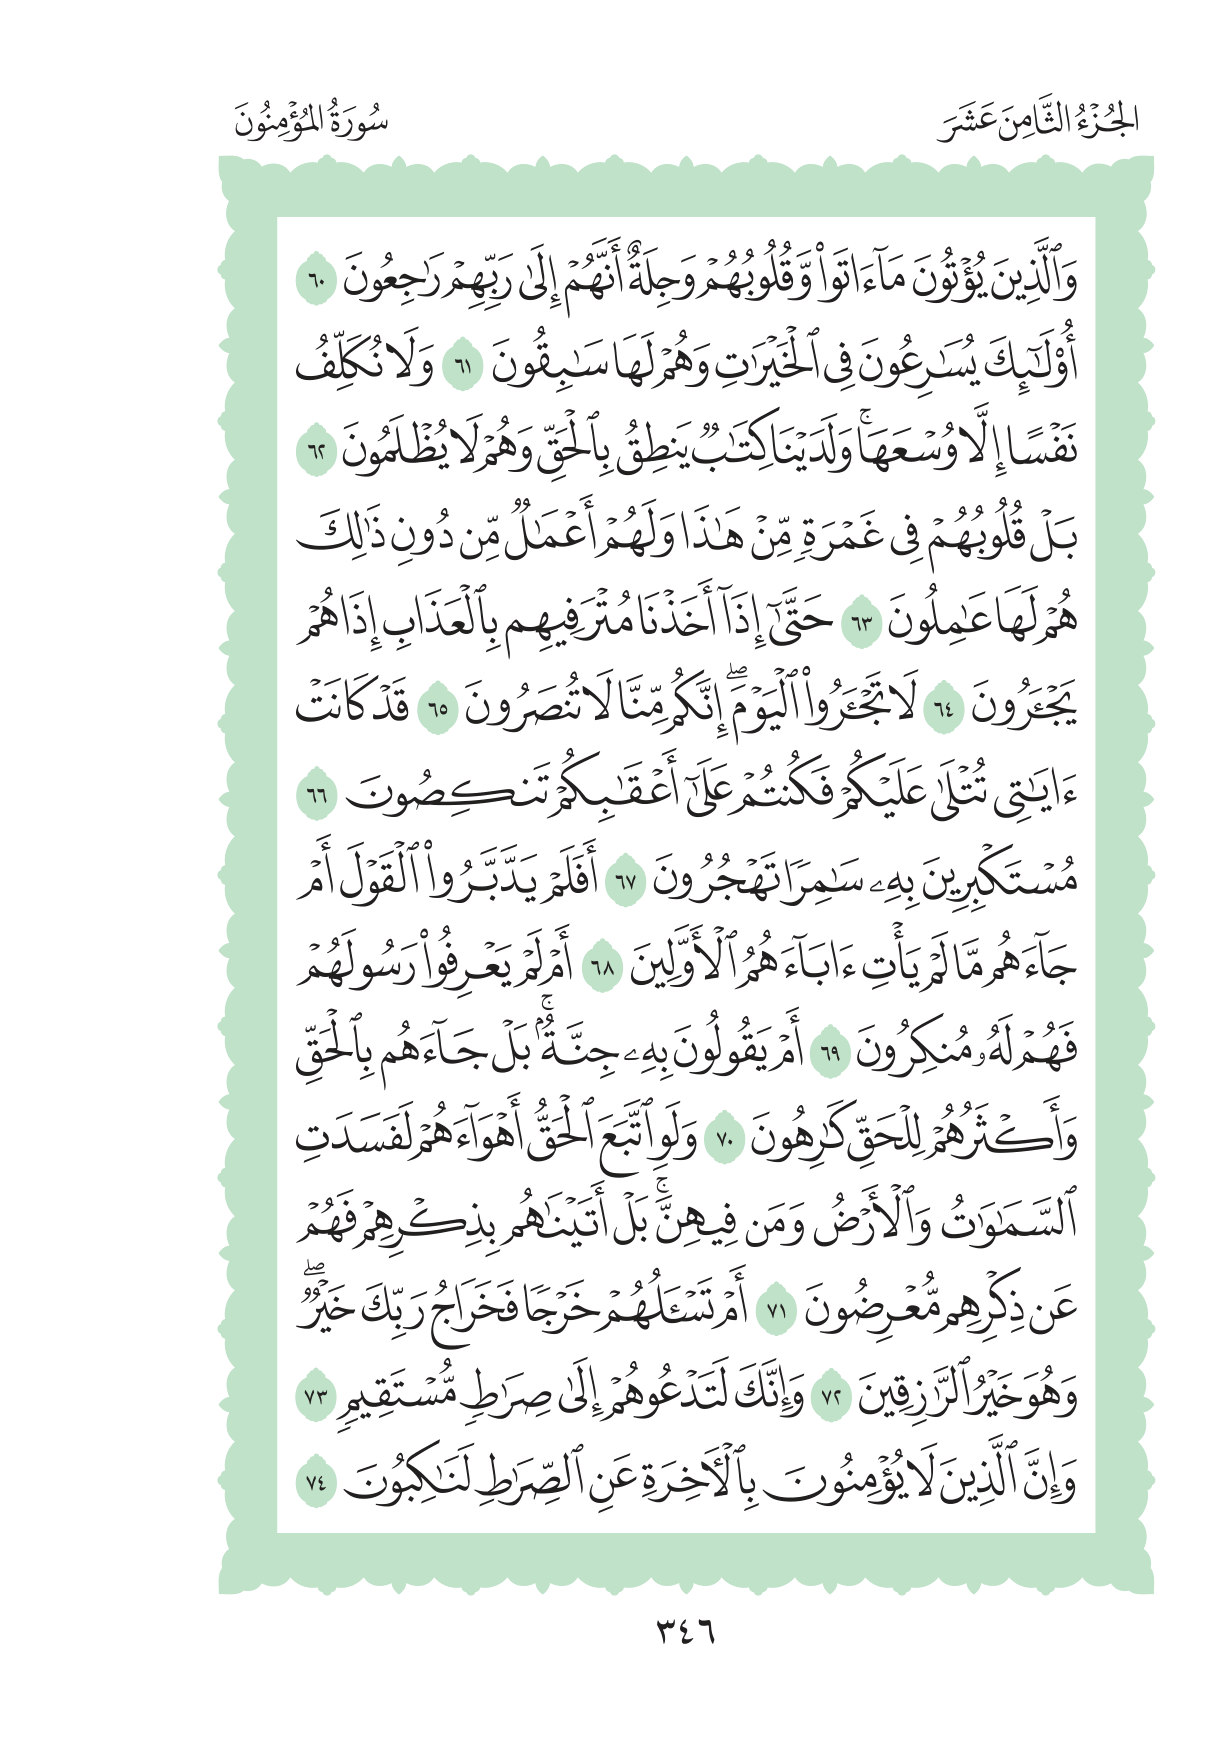 الجُزْءُ الثَّامِنَ عَشَرَ
سُورَةُ المُؤْمِنُونَ
وَٱلَّذِينَ يُؤْتُونَ مَآ ءَاتَوا۟ وَّقُلُوبُهُمْ وَجِلَةٌ أَنَّهُمْ إِلَىٰ رَبِّهِمْ رَٰجِعُونَ ٦٠
أُو۟لَـٰٓئِكَ يُسَـٰرِعُونَ فِى ٱلْخَيْرَٰتِ وَهُمْ لَهَا سَـٰبِقُونَ ٦١ وَلَا نُكَلِّفُ
نَفْسًا إِلَّا وُسْعَهَا ۚ وَلَدَيْنَا كِتَـٰبٌ يَنطِقُ بِٱلْحَقِّ وَهُمْ لَا يُظْلَمُونَ ٦٢
بَلْ قُلُوبُهُمْ فِى غَمْرَةٍ مِّنْ هَـٰذَا وَلَهُمْ أَعْمَـٰلٌ مِّن دُونِ ذَٰلِكَ
هُمْ لَهَا عَـٰمِلُونَ ٦٣ حَتَّىٰٓ إِذَآ أَخَذْنَا مُتْرَفِيهِم بِٱلْعَذَابِ إِذَا هُمْ
يَجْـَٔرُونَ ٦٤ لَا تَجْـَٔرُوا۟ ٱلْيَوْمَ ۖ إِنَّكُم مِّنَّا لَا تُنصَرُونَ ٦٥ قَدْ كَانَتْ
ءَايَـٰتِى تُتْلَىٰ عَلَيْكُمْ فَكُنتُمْ عَلَىٰٓ أَعْقَـٰبِكُمْ تَنكِصُونَ ٦٦
مُسْتَكْبِرِينَ بِهِۦ سَـٰمِرًا تَهْجُرُونَ ٦٧ أَفَلَمْ يَدَّبَّرُوا۟ ٱلْقَوْلَ أَمْ
جَآءَهُم مَّا لَمْ يَأْتِ ءَابَآءَهُمُ ٱلْأَوَّلِينَ ٦٨ أَمْ لَمْ يَعْرِفُوا۟ رَسُولَهُمْ
فَهُمْ لَهُۥ مُنكِرُونَ ٦٩ أَمْ يَقُولُونَ بِهِۦ جِنَّةٌۢ ۚ بَلْ جَآءَهُم بِٱلْحَقِّ
وَأَكْثَرُهُمْ لِلْحَقِّ كَـٰرِهُونَ ٧٠ وَلَوِ ٱتَّبَعَ ٱلْحَقُّ أَهْوَآءَهُمْ لَفَسَدَتِ
ٱلسَّمَـٰوَٰتُ وَٱلْأَرْضُ وَمَن فِيهِنَّ ۚ بَلْ أَتَيْنَـٰهُم بِذِكْرِهِمْ فَهُمْ
عَن ذِكْرِهِم مُّعْرِضُونَ ٧١ أَمْ تَسْـَٔلُهُمْ خَرْجًا فَخَرَاجُ رَبِّكَ خَيْرٌ ۖ
وَهُوَ خَيْرُ ٱلرَّٰزِقِينَ ٧٢ وَإِنَّكَ لَتَدْعُوهُمْ إِلَىٰ صِرَٰطٍ مُّسْتَقِيمٍ ٧٣
وَإِنَّ ٱلَّذِينَ لَا يُؤْمِنُونَ بِٱلْـَٔاخِرَةِ عَنِ ٱلصِّرَٰطِ لَنَـٰكِبُونَ ٧٤
٣٤٦